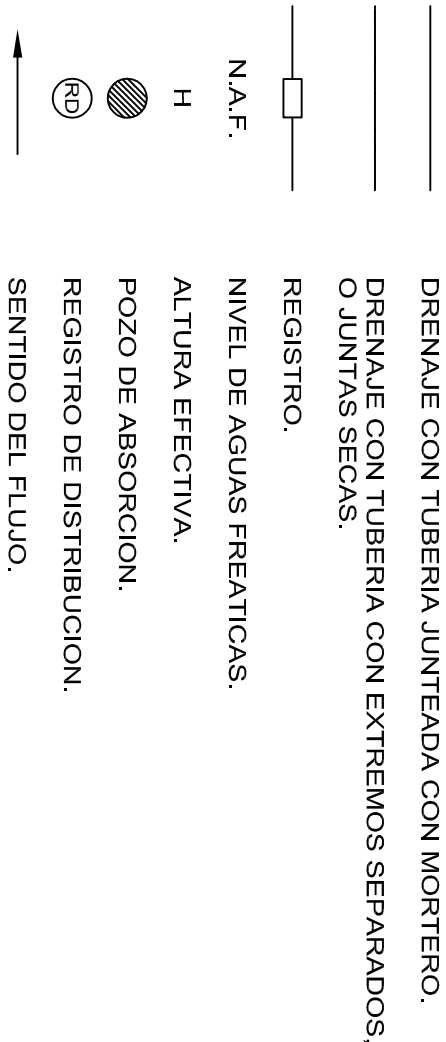 DRENAJE CON TUBERIA JUNTEADA CON MORTERO.
DRENAJE CON TUBERIA CON EXTREMOS SEPARADOS,
O JUNTAS SECAS.
REGISTRO.
N.A.F. NIVEL DE AGUAS FREATICAS.
H ALTURA EFECTIVA.
POZO DE ABSORCION.
RD REGISTRO DE DISTRIBUCION.
SENTIDO DEL FLUJO.